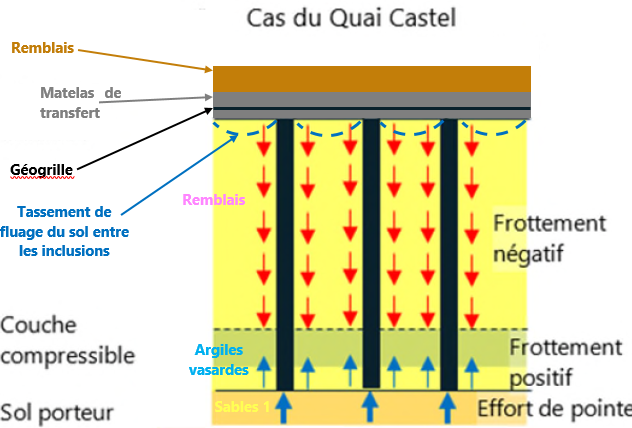 Cas du Quai Castel
Remblais
Matelas de
transfert
Géogrille
Remblais
Tassement de
fluage du sol entre
les inclusions
Frottement
négatif
Couche
compressible
Argiles
vasardes
Frottement
positif
Sol porteur
Sables 1
Effort de pointe